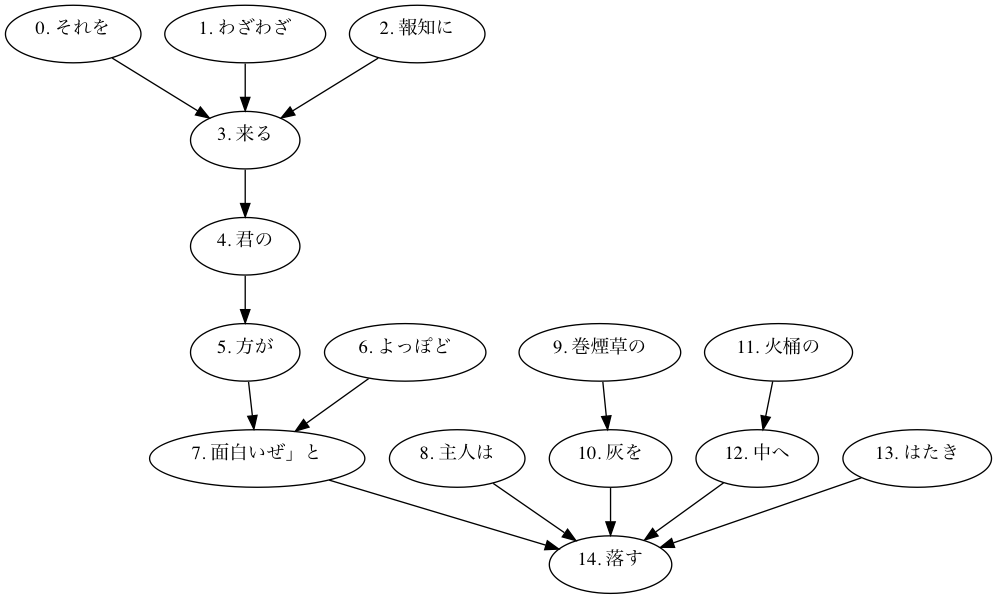 0. それを
1. わざわざ
2. 報知に
3. 来る
4. 君の
5. 方が
6. よっぽど
9. 巻煙草の
11. 火桶の
7. 面白いぜ」と
8. 主人は
10. 灰を
12. 中へ
13. はたき
14. 落す